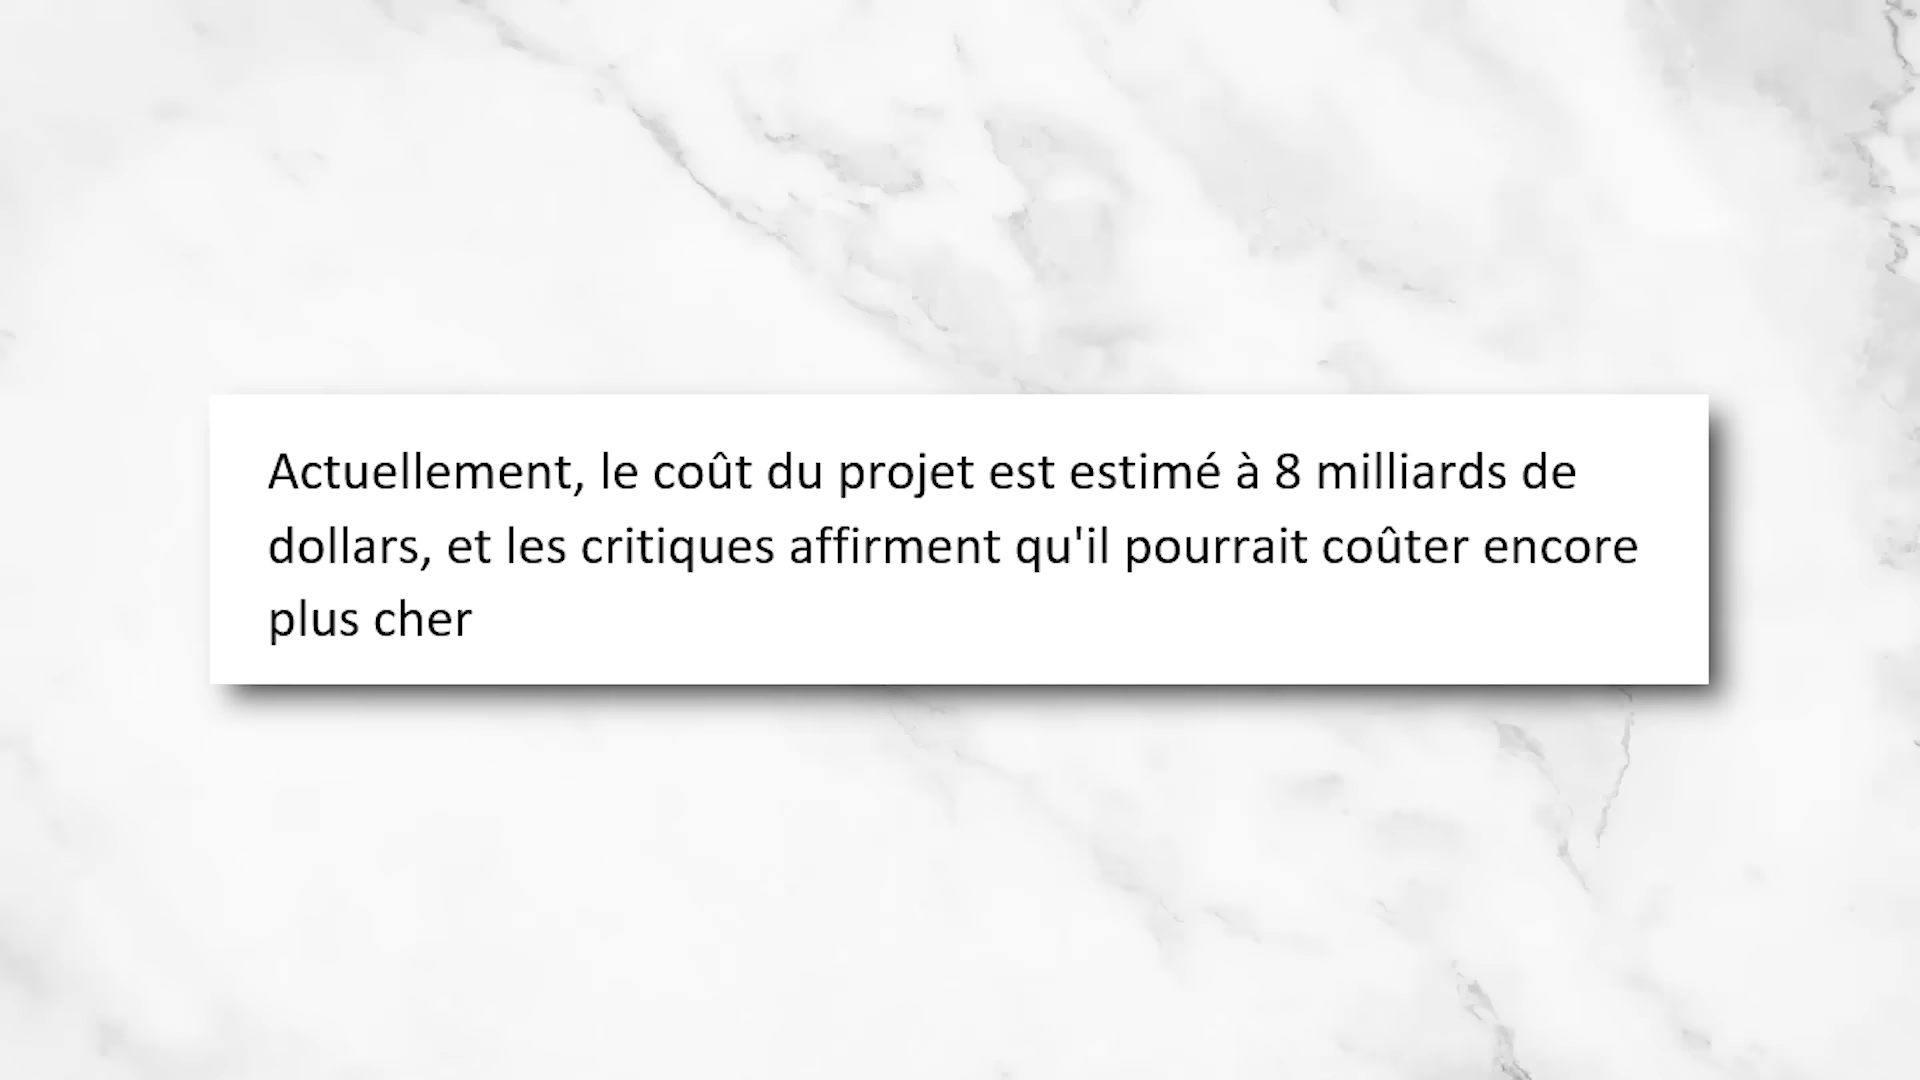 Actuellement, le coût du projet est estimé à 8 milliards de
dollars, et les critiques affirment qu'il pourrait coûter encore
plus cher